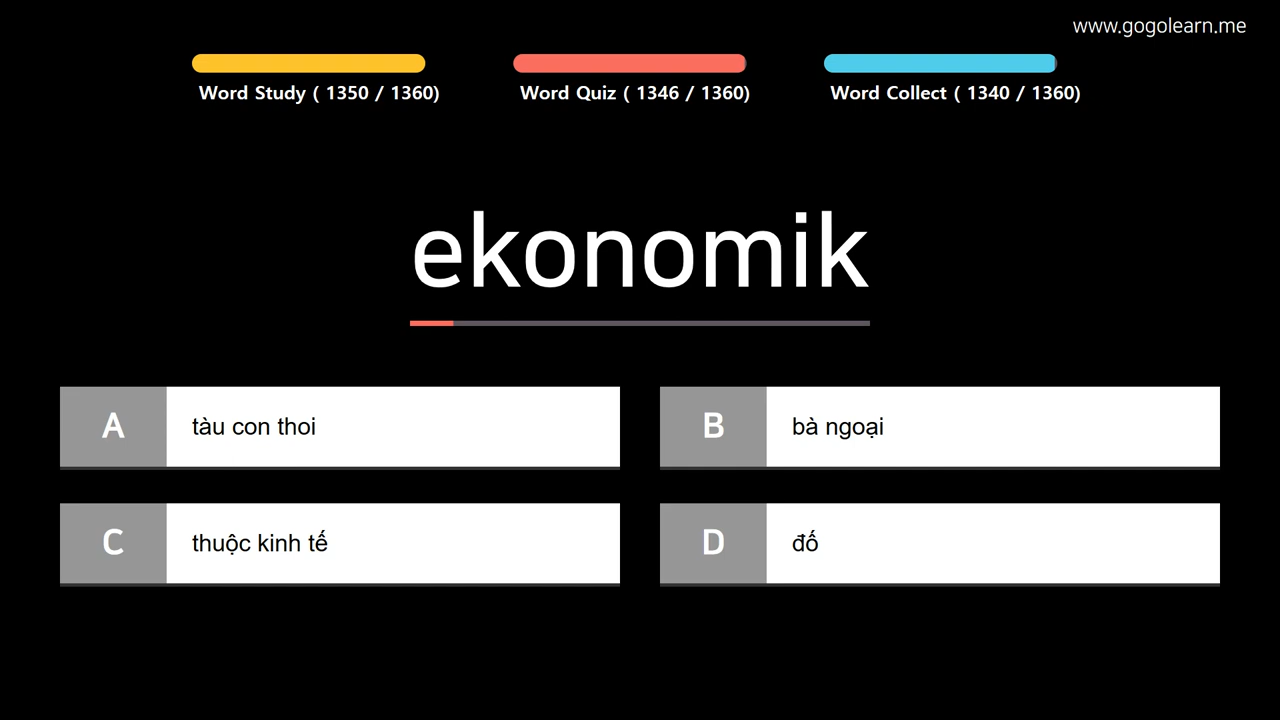 www.gogolearn.me
Word Study ( 1350 / 1360)
Word Quiz ( 1346 / 1360)
Word Collect ( 1340 / 1360)
ekonomik
A tàu con thoi
B bà ngoại
C thuộc kinh tế
D đố